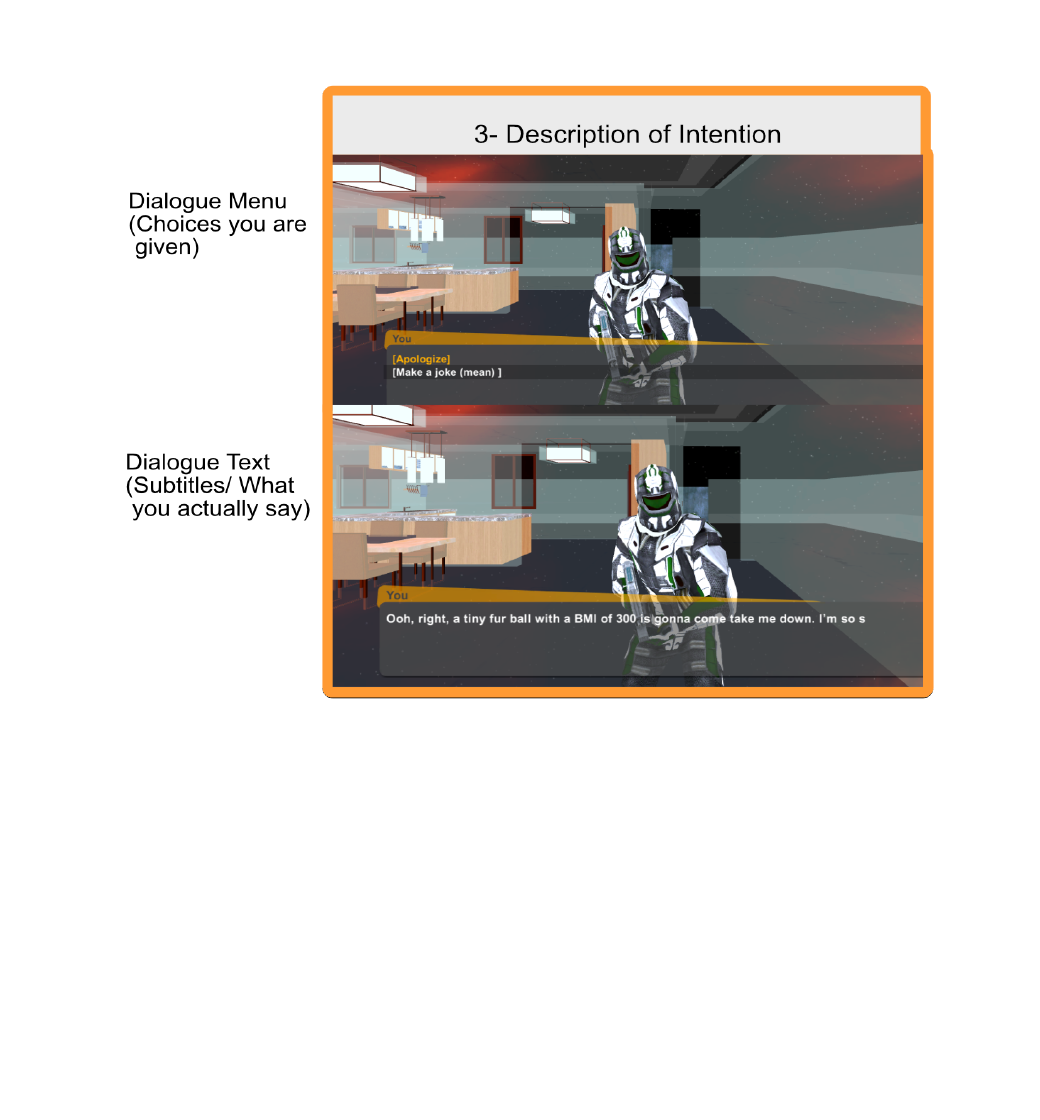 3- Description of Intention
Dialogue Menu
(Choices you are
given)
You
[Apologize]
[Make a joke (mean) ]
Dialogue Text
(Subtitles/ What
you actually say)
You
Ooh, right, a tiny fur ball with a BMI of 300 is gonna come take me down. I'm so s